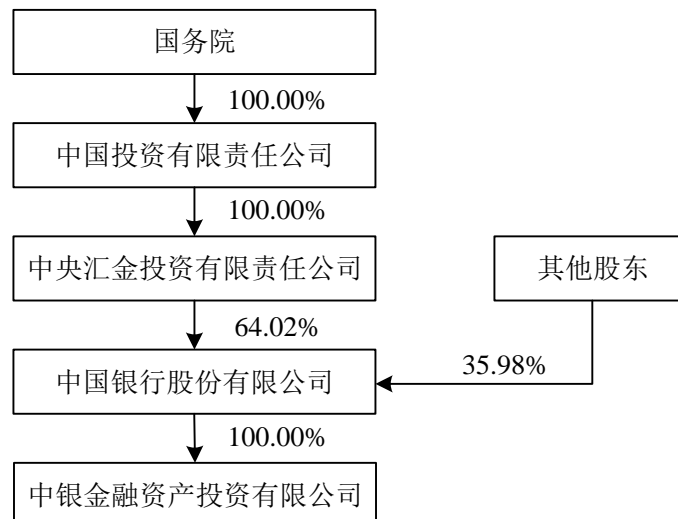 国务院
100.00%
中国投资有限责任公司
100.00%
中央汇金投资有限责任公司
其他股东
64.02%
35.98%
中国银行股份有限公司
100.00%
中银金融资产投资有限公司